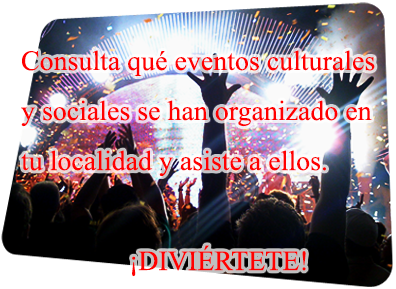 Consulta qué eventos culturales
y sociales se han organizado en
tu localidad y asiste a ellos.
¡DIVIÉRTETE!